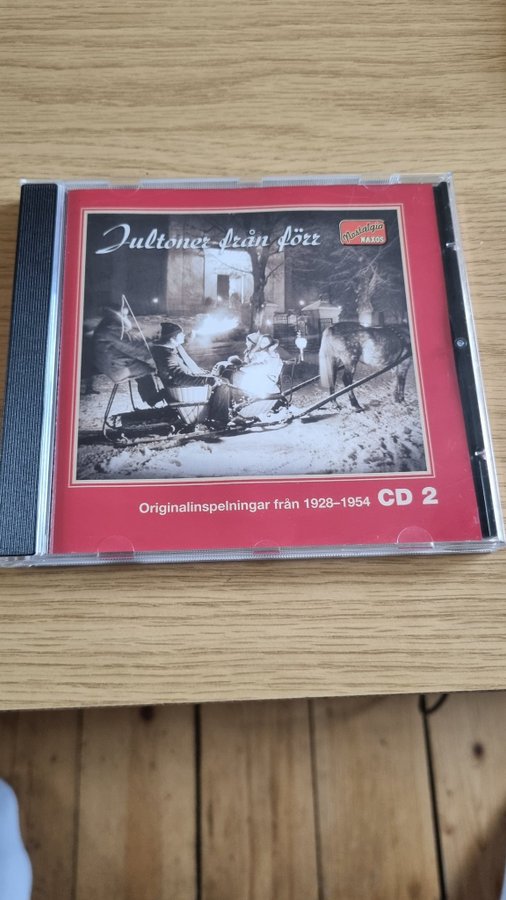 Jultoner från förr
Nostalgia
NAXOS
Originalinspelningar från 1928–1954 CD 2